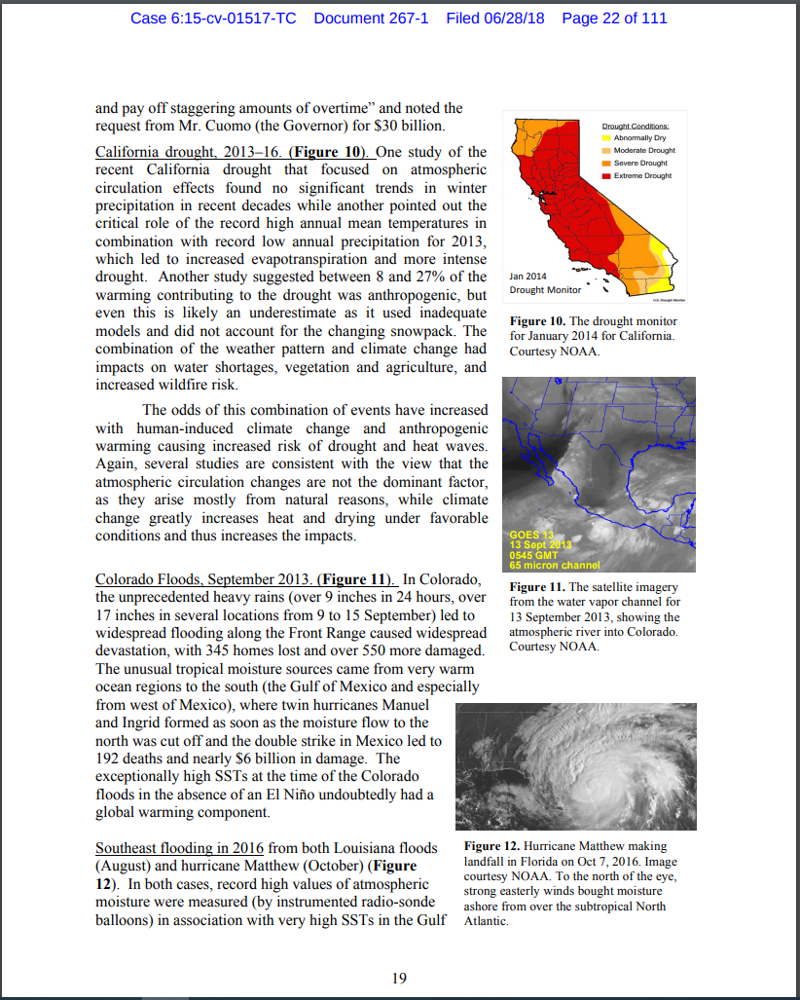 Case 6:15-cv-01517-TC Document 267-1 Filed 06/28/18 Page 22 of 111
and pay off staggering amounts of overtime” and noted the
request from Mr. Cuomo (the Governor) for $30 billion.
California drought, 2013–16. (Figure 10). One study of the
recent California drought that focused on atmospheric
circulation effects found no significant trends in winter
precipitation in recent decades while another pointed out the
critical role of the record high annual mean temperatures in
combination with record low annual precipitation for 2013,
which led to increased evapotranspiration and more intense
drought. Another study suggested between 8 and 27% of the
warming contributing to the drought was anthropogenic, but
even this is likely an underestimate as it used inadequate
models and did not account for the changing snowpack. The
combination of the weather pattern and climate change had
impacts on water shortages, vegetation and agriculture, and
increased wildfire risk.
The odds of this combination of events have increased
with human-induced climate change and anthropogenic
warming causing increased risk of drought and heat waves.
Again, several studies are consistent with the view that the
atmospheric circulation changes are not the dominant factor,
as they arise mostly from natural reasons, while climate
change greatly increases heat and drying under favorable
conditions and thus increases the impacts.
Drought Conditions:
Abnormally Dry
Moderate Drought
Severe Drought
Extreme Drought
Jan 2014
Drought Monitor
U.S. Drought Monitor
Figure 10. The drought monitor
for January 2014 for California.
Courtesy NOAA.
GOES 13
13 Sept 2013
0545 GMT
65 micron channel
Figure 11. The satellite imagery
from the water vapor channel for
13 September 2013, showing the
atmospheric river into Colorado.
Courtesy NOAA.
Colorado Floods, September 2013. (Figure 11). In Colorado,
the unprecedented heavy rains (over 9 inches in 24 hours, over
17 inches in several locations from 9 to 15 September) led to
widespread flooding along the Front Range caused widespread
devastation, with 345 homes lost and over 550 more damaged.
The unusual tropical moisture sources came from very warm
ocean regions to the south (the Gulf of Mexico and especially
from west of Mexico), where twin hurricanes Manuel
and Ingrid formed as soon as the moisture flow to the
north was cut off and the double strike in Mexico led to
192 deaths and nearly $6 billion in damage. The
exceptionally high SSTs at the time of the Colorado
floods in the absence of an El Niño undoubtedly had a
global warming component.
Southeast flooding in 2016 from both Louisiana floods
(August) and hurricane Matthew (October) (Figure
12). In both cases, record high values of atmospheric
moisture were measured (by instrumented radio-sonde
balloons) in association with very high SSTs in the Gulf
Figure 12. Hurricane Matthew making
landfall in Florida on Oct 7, 2016. Image
courtesy NOAA. To the north of the eye,
strong easterly winds bought moisture
ashore from over the subtropical North
Atlantic.
19